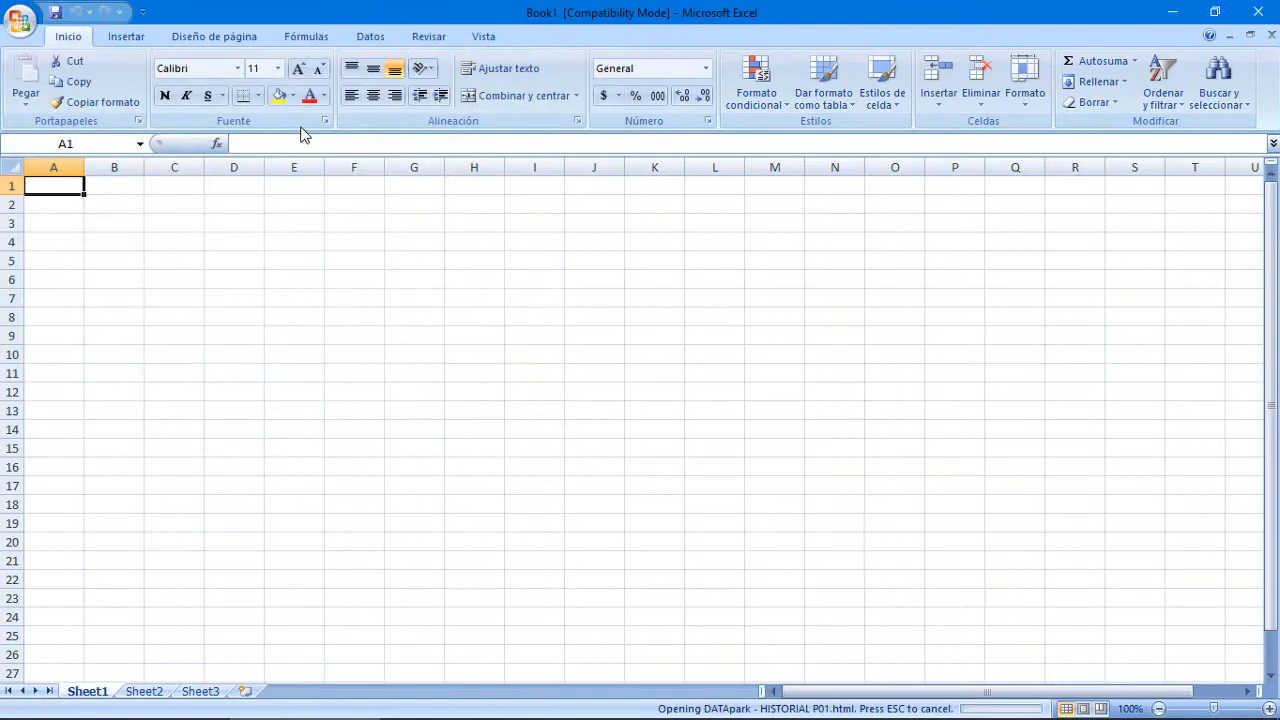 Book1 [Compatibility Mode] - Microsoft Excel
Inicio Insertar Diseño de página Fórmulas Datos Revisar Vista
Pegar
Cut
Copy
Copiar formato
Portapapeles
Calibri 11
N K S
Fuente
Ajustar texto
Combinar y centrar
Alineación
General
$ % 000
Número
Formato condicional
Dar formato como tabla
Estilos de celda
Estilos
Insertar Eliminar Formato
Celdas
Σ Autosuma
Rellenar
Borrar
Ordenar y filtrar
Buscar y seleccionar
Modificar
A1 fx
A B C D E F G H I J K L M N O P Q R S T U
1
2
3
4
5
6
7
8
9
10
11
12
13
14
15
16
17
18
19
20
21
22
23
24
25
26
27
Sheet1 Sheet2 Sheet3
Opening DATApark - HISTORIAL P01.html. Press ESC to cancel. 100%